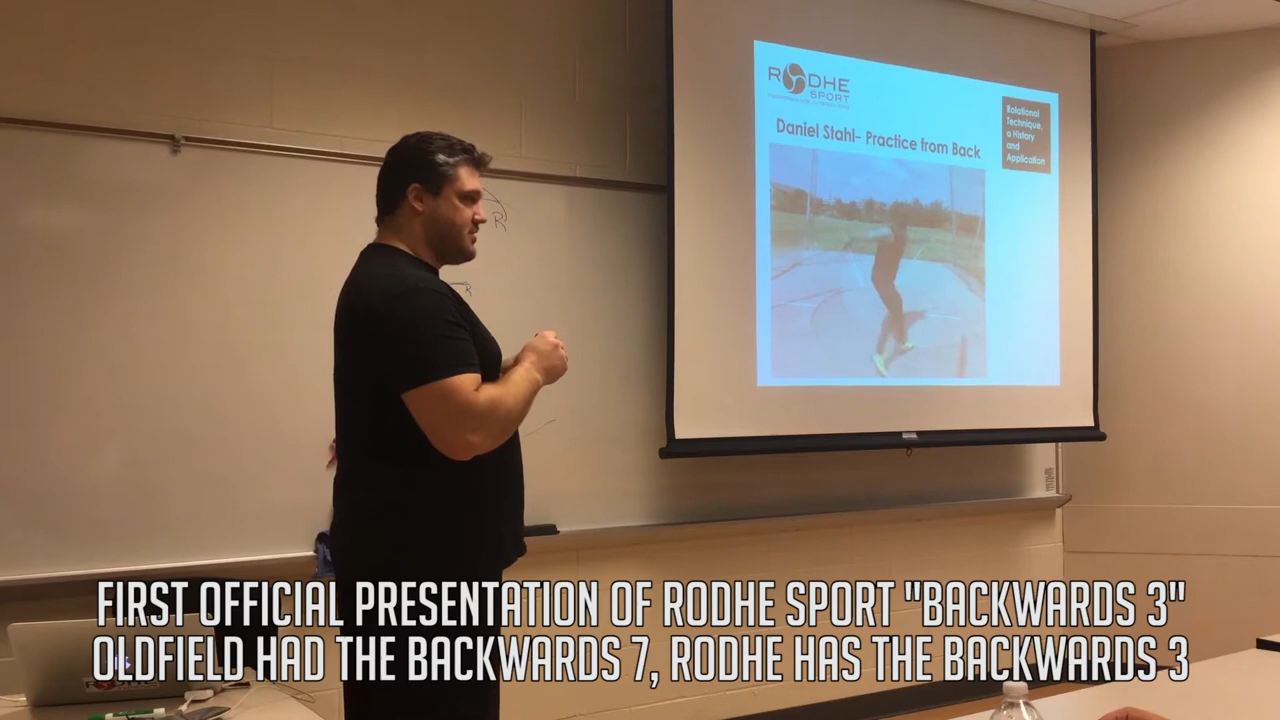 RODHE
SPORT
Rotational
Technique,
a History
and
Application
Daniel Stahl- Practice from Back
R
R
FIRST OFFICIAL PRESENTATION OF RODHE SPORT "BACKWARDS 3"
OLDFIELD HAD THE BACKWARDS 7, RODHE HAS THE BACKWARDS 3